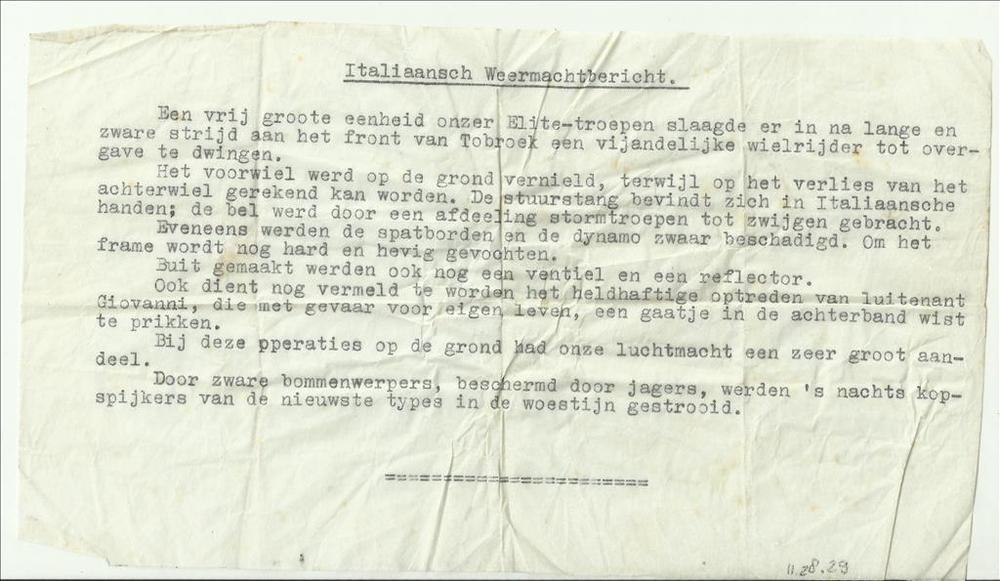 Italiaansch Weermachtbericht.
Een vrij groote eenheid onzer Elite-troepen slaagde er in na lange en
zware strijd aan het front van Tobroek een vijandelijke wielrijder tot over-
gave te dwingen.
Het voorwiel werd op de grond vernield, terwijl op het verlies van het
achterwiel gerekend kan worden. De stuurstang bevindt zich in Italiaansche
handen; de bel werd door een afdeeling stormtroepen tot zwijgen gebracht.
Eveneens werden de spatborden en de dynamo zwaar beschadigd. Om het
frame wordt nog hard en hevig gevochten.
Buit gemaakt werden ook nog een ventiel en een reflector.
Ook dient nog vermeld te worden het heldhaftige optreden van luitenant
Giovanni, die met gevaar voor eigen leven, een gaatje in de achterband wist
te prikken.
Bij deze pperaties op de grond had onze luchtmacht een zeer groot aan-
deel.
Door zware bommenwerpers, beschermd door jagers, werden 's nachts kop-
spijkers van de nieuwste types in de woestijn gestrooid.
=======================
11.28.29